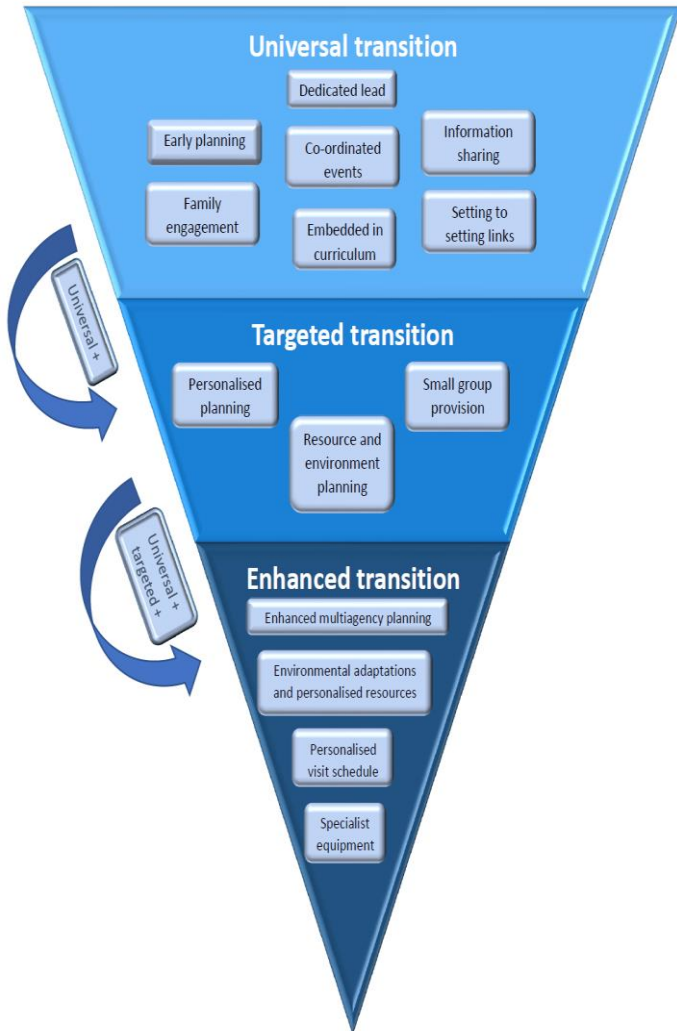 Universal transition
Dedicated lead
Early planning
Co-ordinated
events
Information
sharing
Family
engagement
Embedded in
curriculum
Setting to
setting links
Universal +
Targeted transition
Personalised
planning
Small group
provision
Resource and
environment
planning
Universal +
targeted +
Enhanced transition
Enhanced multiagency planning
Environmental adaptations
and personalised resources
Personalised
visit schedule
Specialist
equipment